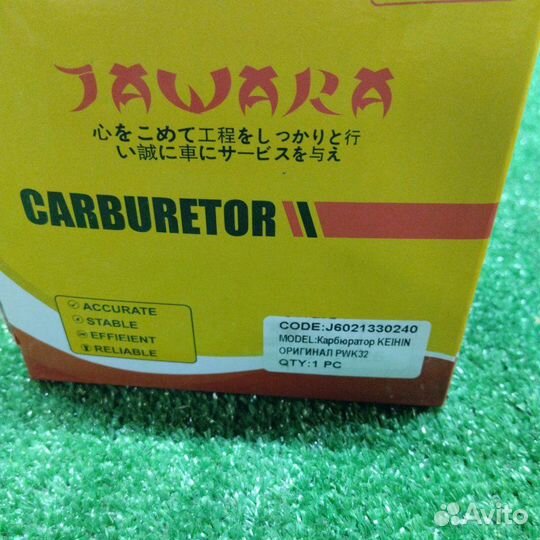 JAWARA
心をこめて工程をしっかりと行
い誠に車にサービスを与え
CARBURETOR
ACCURATE
STABLE
EFFIEIENT
RELIABLE
CODE:J6021330240
MODEL:Карбюратор KEIHIN
ОРИГИНАЛ PWK32
QTY:1 PC
Avito